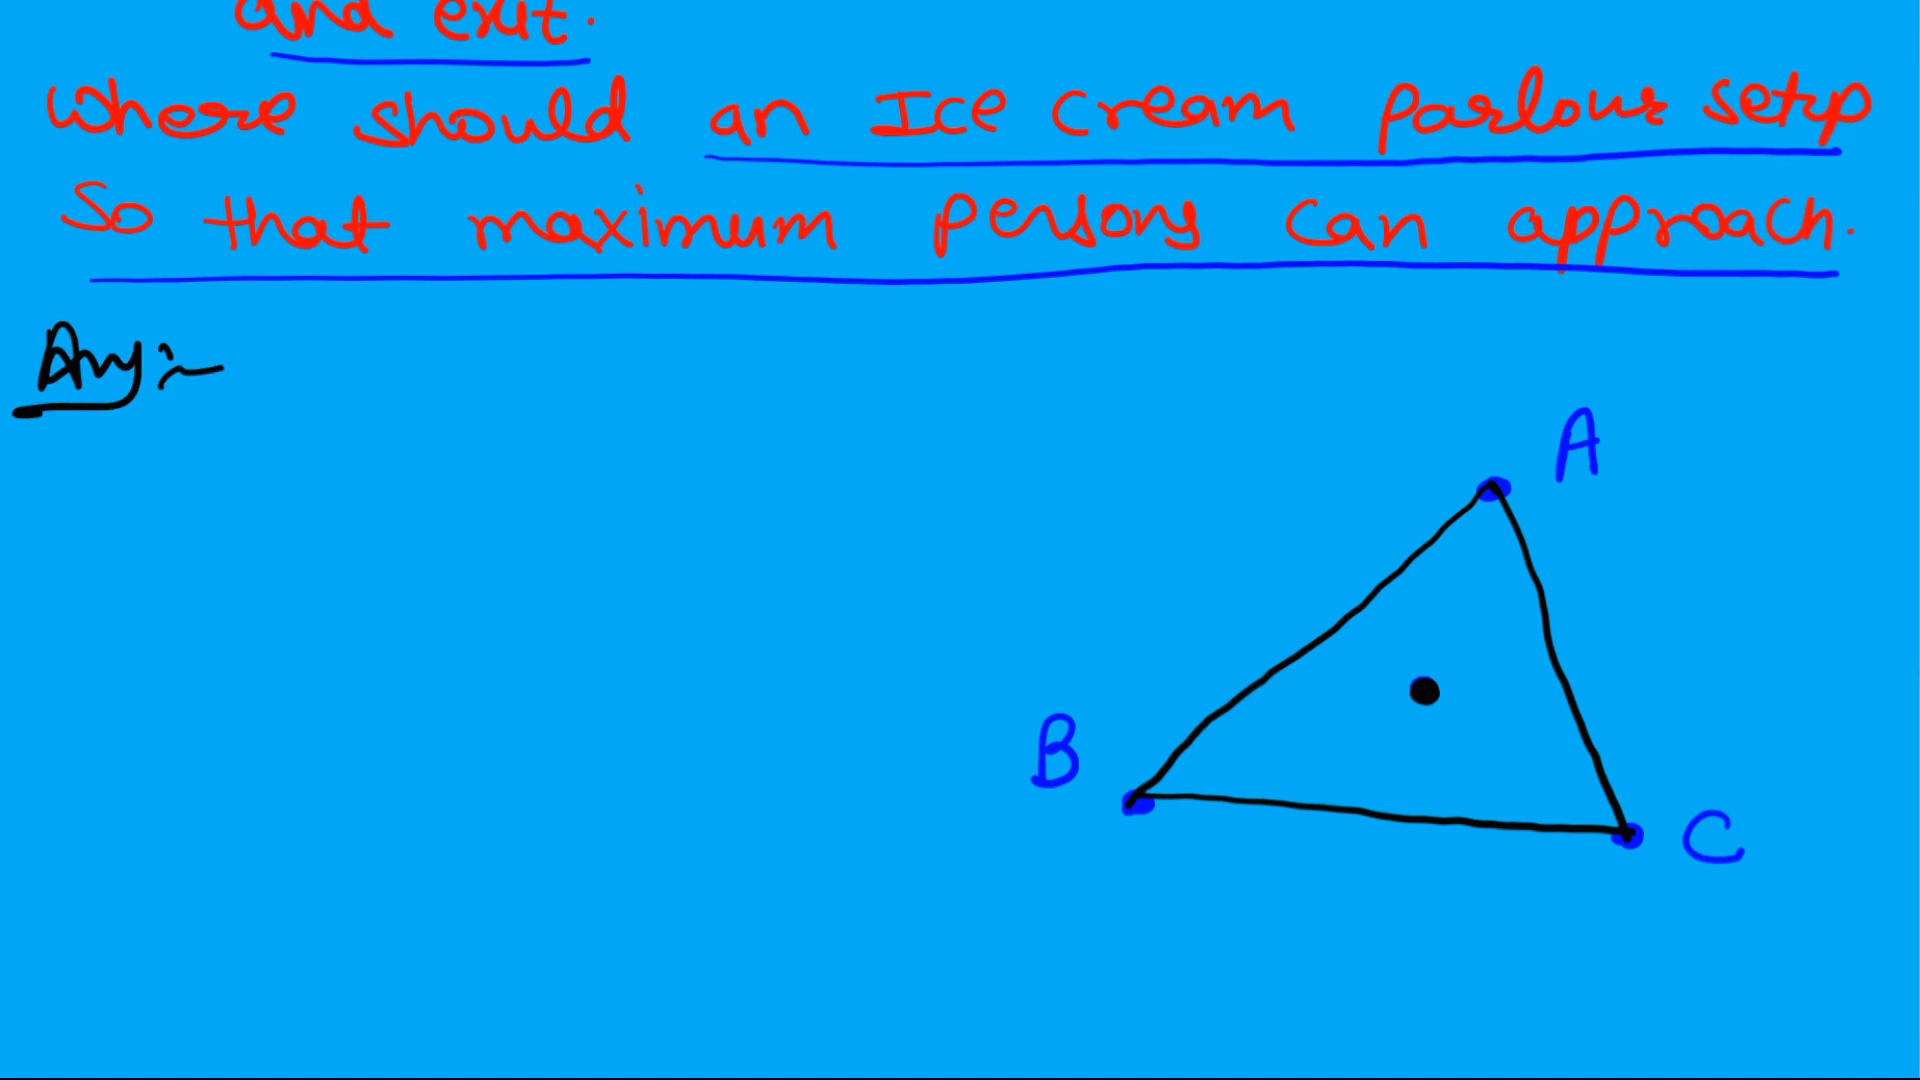 and exit.
where should an Ice cream parlour setup
So that maximum persons can approach.
Ans:-
A
B
C